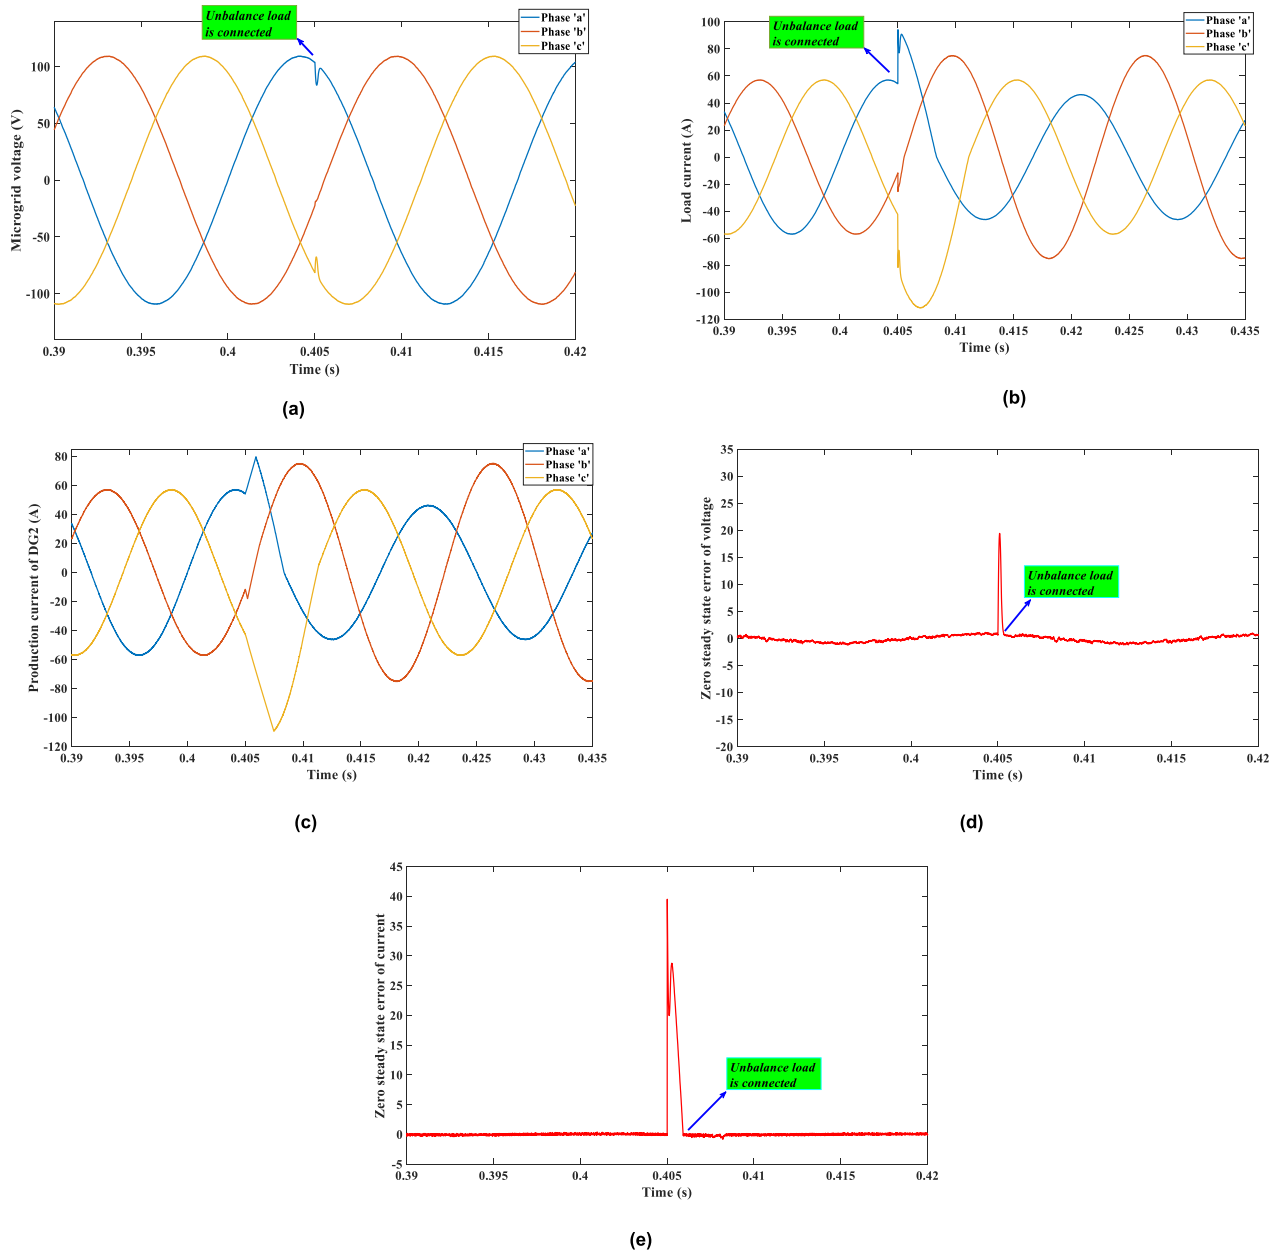 Unbalance load
is connected
Phase 'a'
Phase 'b'
Phase 'c'
Microgrid voltage (V)
100
50
0
-50
-100
0.39
0.395
0.4
0.405
0.41
0.415
0.42
Time (s)
(a)
Unbalance load
is connected
Phase 'a'
Phase 'b'
Phase 'c'
Load current (A)
100
80
60
40
20
0
-20
-40
-60
-80
-100
-120
0.39
0.395
0.4
0.405
0.41
0.415
0.42
0.425
0.43
0.435
Time (s)
(b)
Phase 'a'
Phase 'b'
Phase 'c'
Production current of DG2 (A)
80
60
40
20
0
-20
-40
-60
-80
-100
-120
0.39
0.395
0.4
0.405
0.41
0.415
0.42
0.425
0.43
0.435
Time (s)
(c)
Zero steady state error of voltage
35
30
25
20
15
10
5
0
-5
-10
-15
-20
Unbalance load
is connected
0.39
0.395
0.4
0.405
0.41
0.415
0.42
Time (s)
(d)
Zero steady state error of current
45
40
35
30
25
20
15
10
5
0
-5
Unbalance load
is connected
0.39
0.395
0.4
0.405
0.41
0.415
0.42
Time (s)
(e)